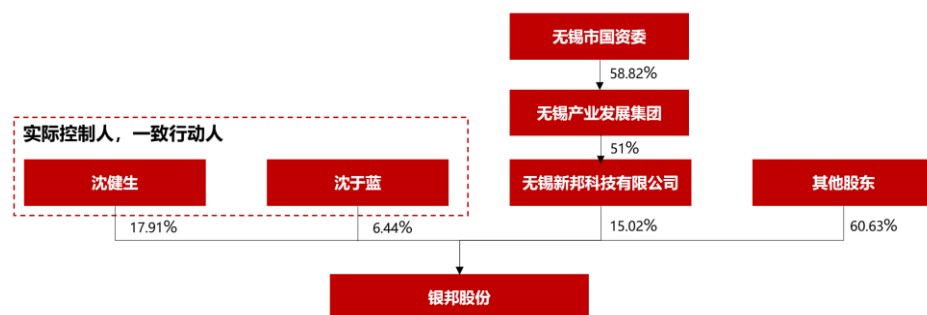 无锡市国资委
58.82%
无锡产业发展集团
51%
实际控制人，一致行动人
沈健生
沈于蓝
无锡新邦科技有限公司
其他股东
17.91%
6.44%
15.02%
60.63%
银邦股份